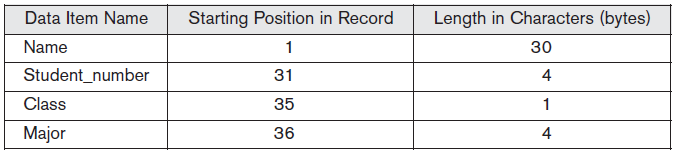 Data Item Name Starting Position in Record Length in Characters (bytes)
Name 1 30
Student_number 31 4
Class 35 1
Major 36 4